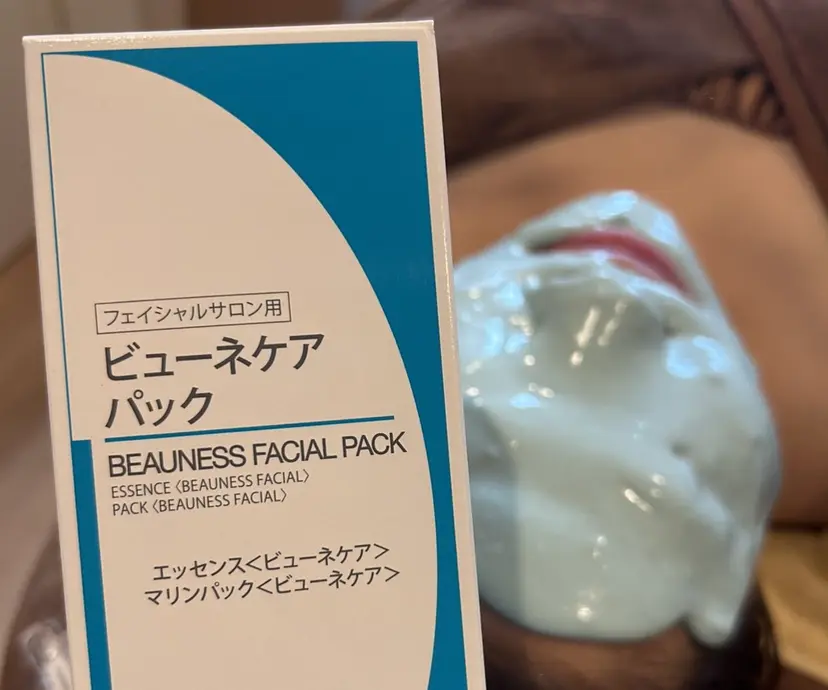 フェイシャルサロン用
ビューネケア
パック
BEAUNESS FACIAL PACK
ESSENCE〈BEAUNESS FACIAL〉
PACK〈BEAUNESS FACIAL〉
エッセンス<ビューネケア>
マリンパック<ビューネケア>